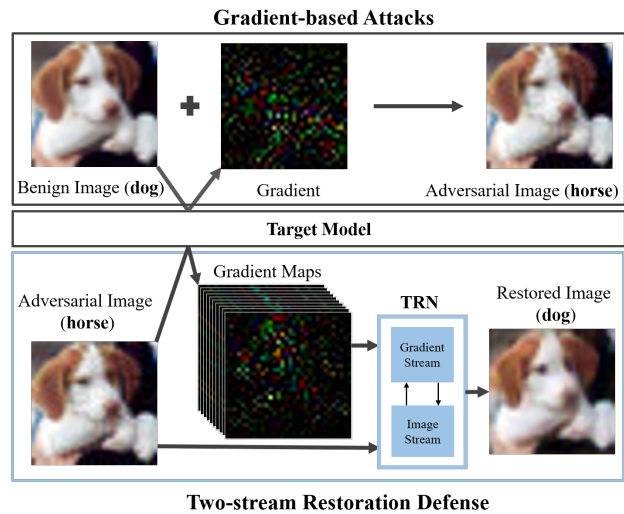 Gradient-based Attacks
Benign Image (dog)
Gradient
Adversarial Image (horse)
Target Model
Gradient Maps
Adversarial Image
(horse)
TRN
Gradient
Stream
Image
Stream
Restored Image
(dog)
Two-stream Restoration Defense